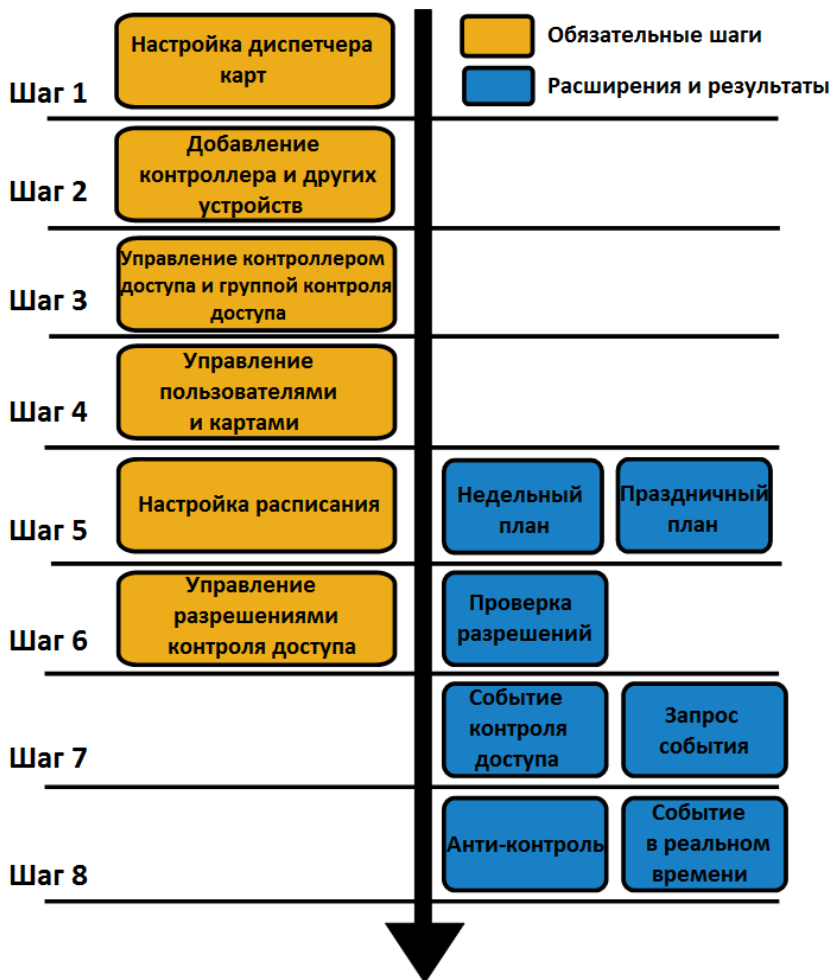 Обязательные шаги
Расширения и результаты
Шаг 1
Настройка диспетчера
карт
Шаг 2
Добавление
контроллера и других
устройств
Шаг 3
Управление контроллером
доступа и группой контроля
доступа
Шаг 4
Управление
пользователями
и картами
Шаг 5
Настройка расписания
Недельный
план
Праздничный
план
Шаг 6
Управление
разрешениями
контроля доступа
Проверка
разрешений
Шаг 7
Событие
контроля
доступа
Запрос
события
Шаг 8
Анти-контроль
Событие
в реальном
времени